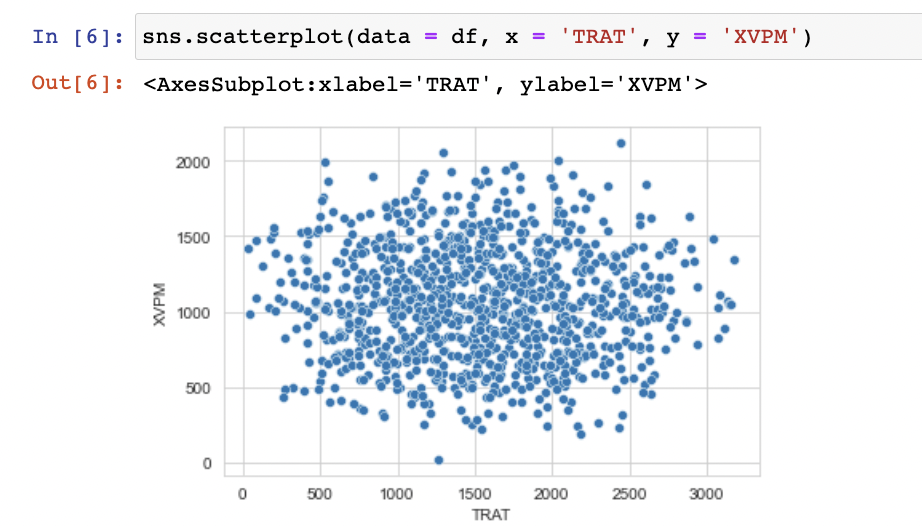 In [6]: sns.scatterplot(data = df, x = 'TRAT', y = 'XVPM')
Out[6]: <AxesSubplot:xlabel='TRAT', ylabel='XVPM'>
2000
1500
1000
500
0
XVPM
0 500 1000 1500 2000 2500 3000
TRAT